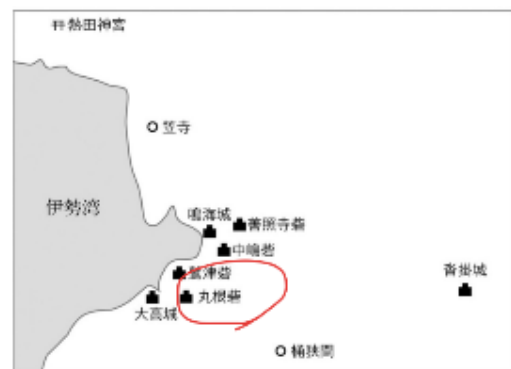 熱田神宮
笠寺
伊勢湾
鳴海城
善照寺砦
中嶋砦
鷲津砦
沓掛城
丸根砦
大高城
桶狭間